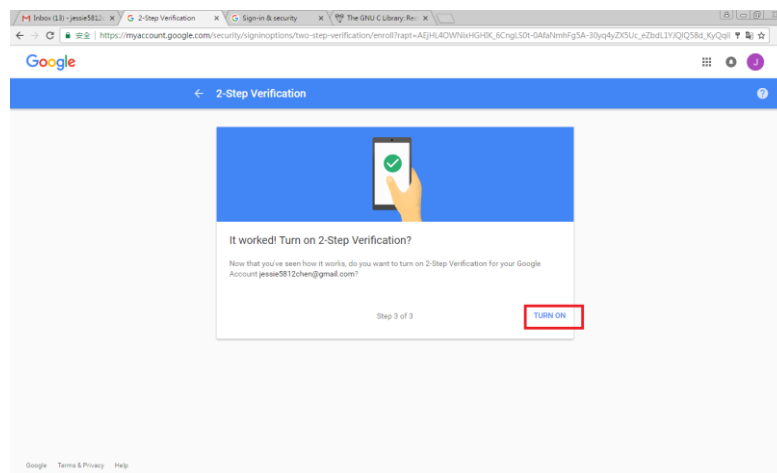 Inbox (13) - jessie5812
2-Step Verification
Sign-in & security
The GNU C Library: Re
安全 | https://myaccount.google.com/security/signinoptions/two-step-verification/enroll?rapt=
Google
J
2-Step Verification
It worked! Turn on 2-Step Verification?
Now that you've seen how it works, do you want to turn on 2-Step Verification for your Google
Account jessie5812chen@gmail.com?
Step 3 of 3
TURN ON
Google Terms & Privacy Help